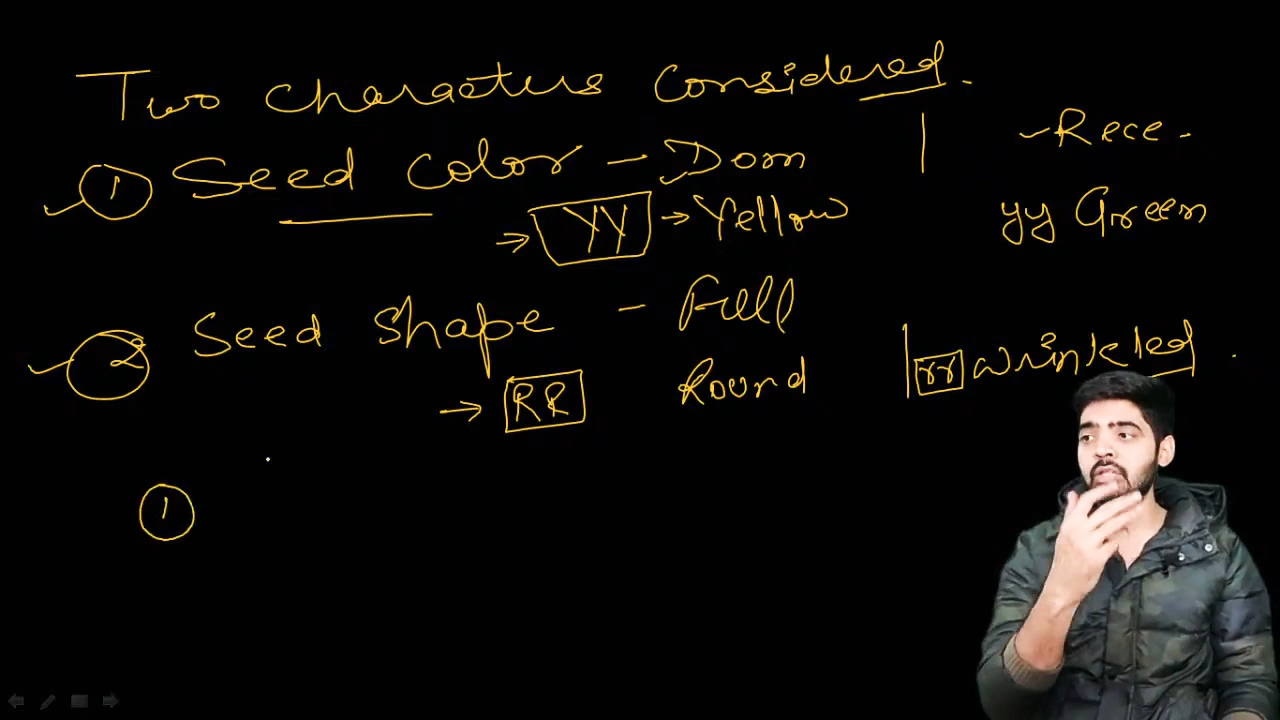 Two characters considered.
① Seed color - Dom | - Rece.
→ YY → Yellow yy Green
② Seed shape - Full
→ RR Round | rr wrinkled.
①